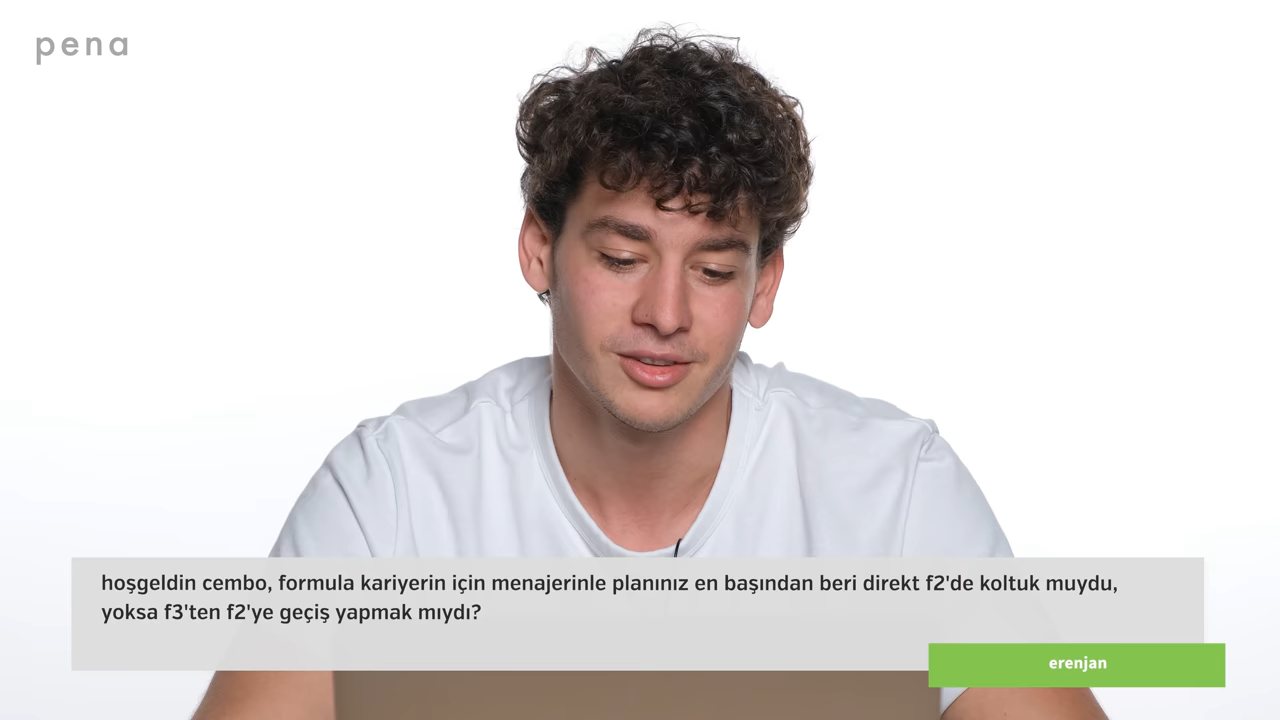 pena
hoşgeldin cembo, formula kariyerin için menajerinle planınız en başından beri direkt f2'de koltuk muydu,
yoksa f3'ten f2'ye geçiş yapmak mıydı?
erenjan